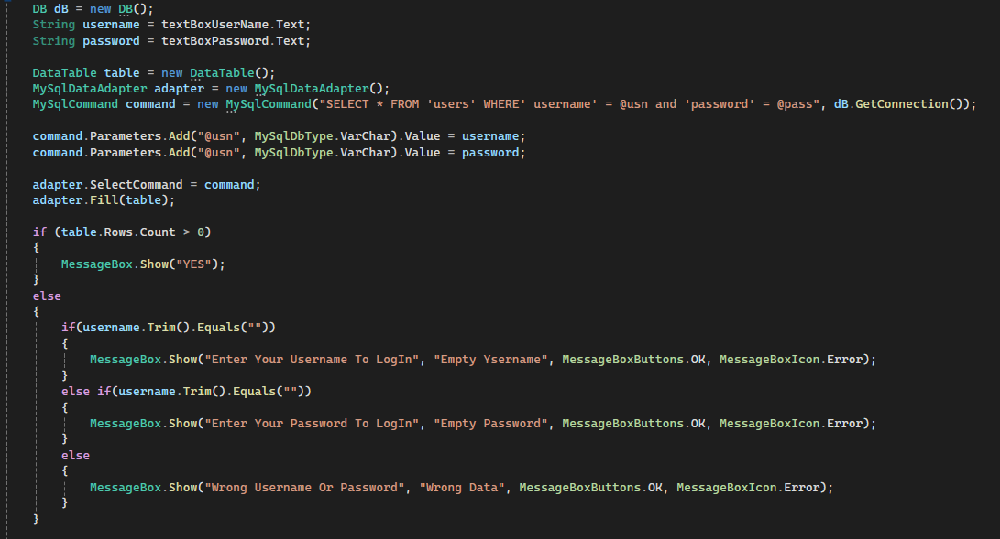 DB dB = new DB();
String username = textBoxUserName.Text;
String password = textBoxPassword.Text;
DataTable table = new DataTable();
MySqlDataAdapter adapter = new MySqlDataAdapter();
MySqlCommand command = new MySqlCommand("SELECT * FROM 'users' WHERE' username' = @usn and 'password' = @pass", dB.GetConnection());
command.Parameters.Add("@usn", MySqlDbType.VarChar).Value = username;
command.Parameters.Add("@usn", MySqlDbType.VarChar).Value = password;
adapter.SelectCommand = command;
adapter.Fill(table);
if (table.Rows.Count > 0)
{
MessageBox.Show("YES");
}
else
{
if(username.Trim().Equals(""))
{
MessageBox.Show("Enter Your Username To LogIn", "Empty Ysername", MessageBoxButtons.OK, MessageBoxIcon.Error);
}
else if(username.Trim().Equals(""))
{
MessageBox.Show("Enter Your Password To LogIn", "Empty Password", MessageBoxButtons.OK, MessageBoxIcon.Error);
}
else
{
MessageBox.Show("Wrong Username Or Password", "Wrong Data", MessageBoxButtons.OK, MessageBoxIcon.Error);
}
}